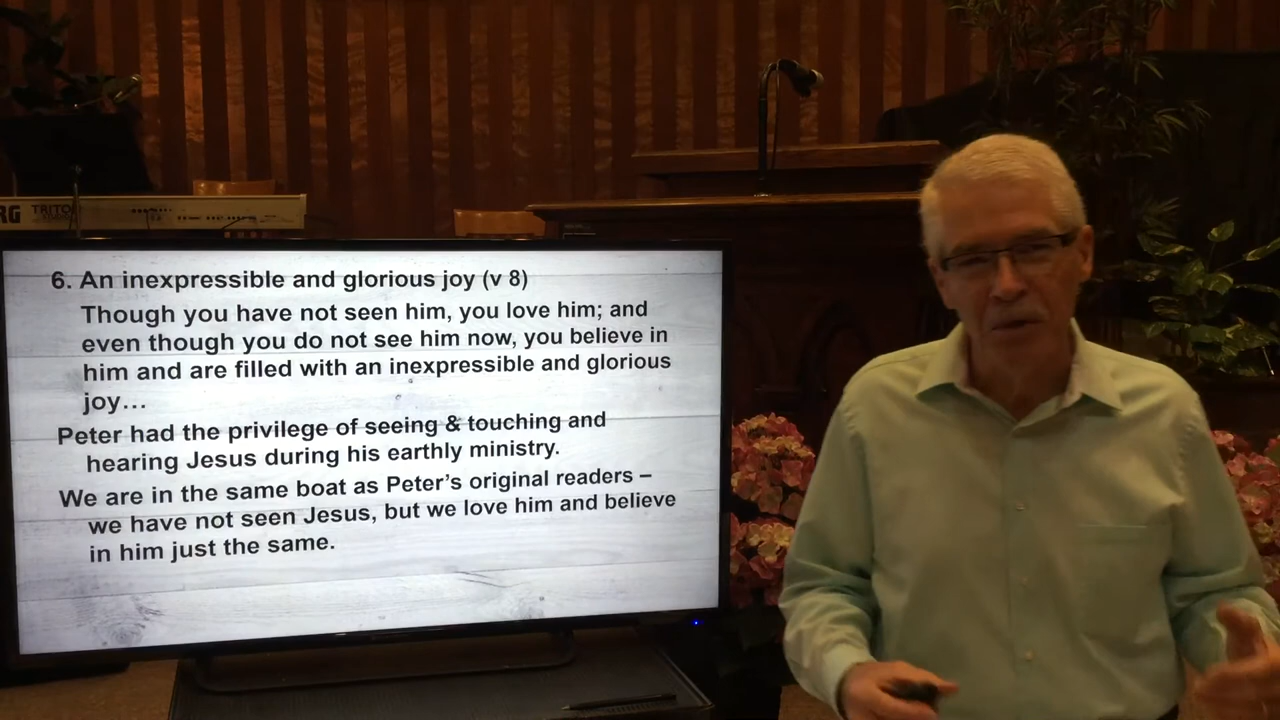 RG TRITON
6. An inexpressible and glorious joy (v 8)
Though you have not seen him, you love him; and
even though you do not see him now, you believe in
him and are filled with an inexpressible and glorious
joy…
Peter had the privilege of seeing & touching and
hearing Jesus during his earthly ministry.
We are in the same boat as Peter's original readers –
we have not seen Jesus, but we love him and believe
in him just the same.